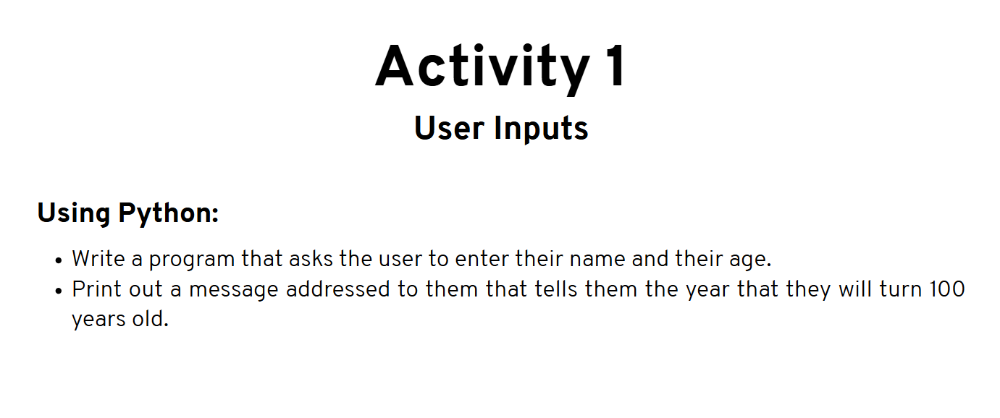 Activity 1
User Inputs
Using Python:
• Write a program that asks the user to enter their name and their age.
• Print out a message addressed to them that tells them the year that they will turn 100
years old.